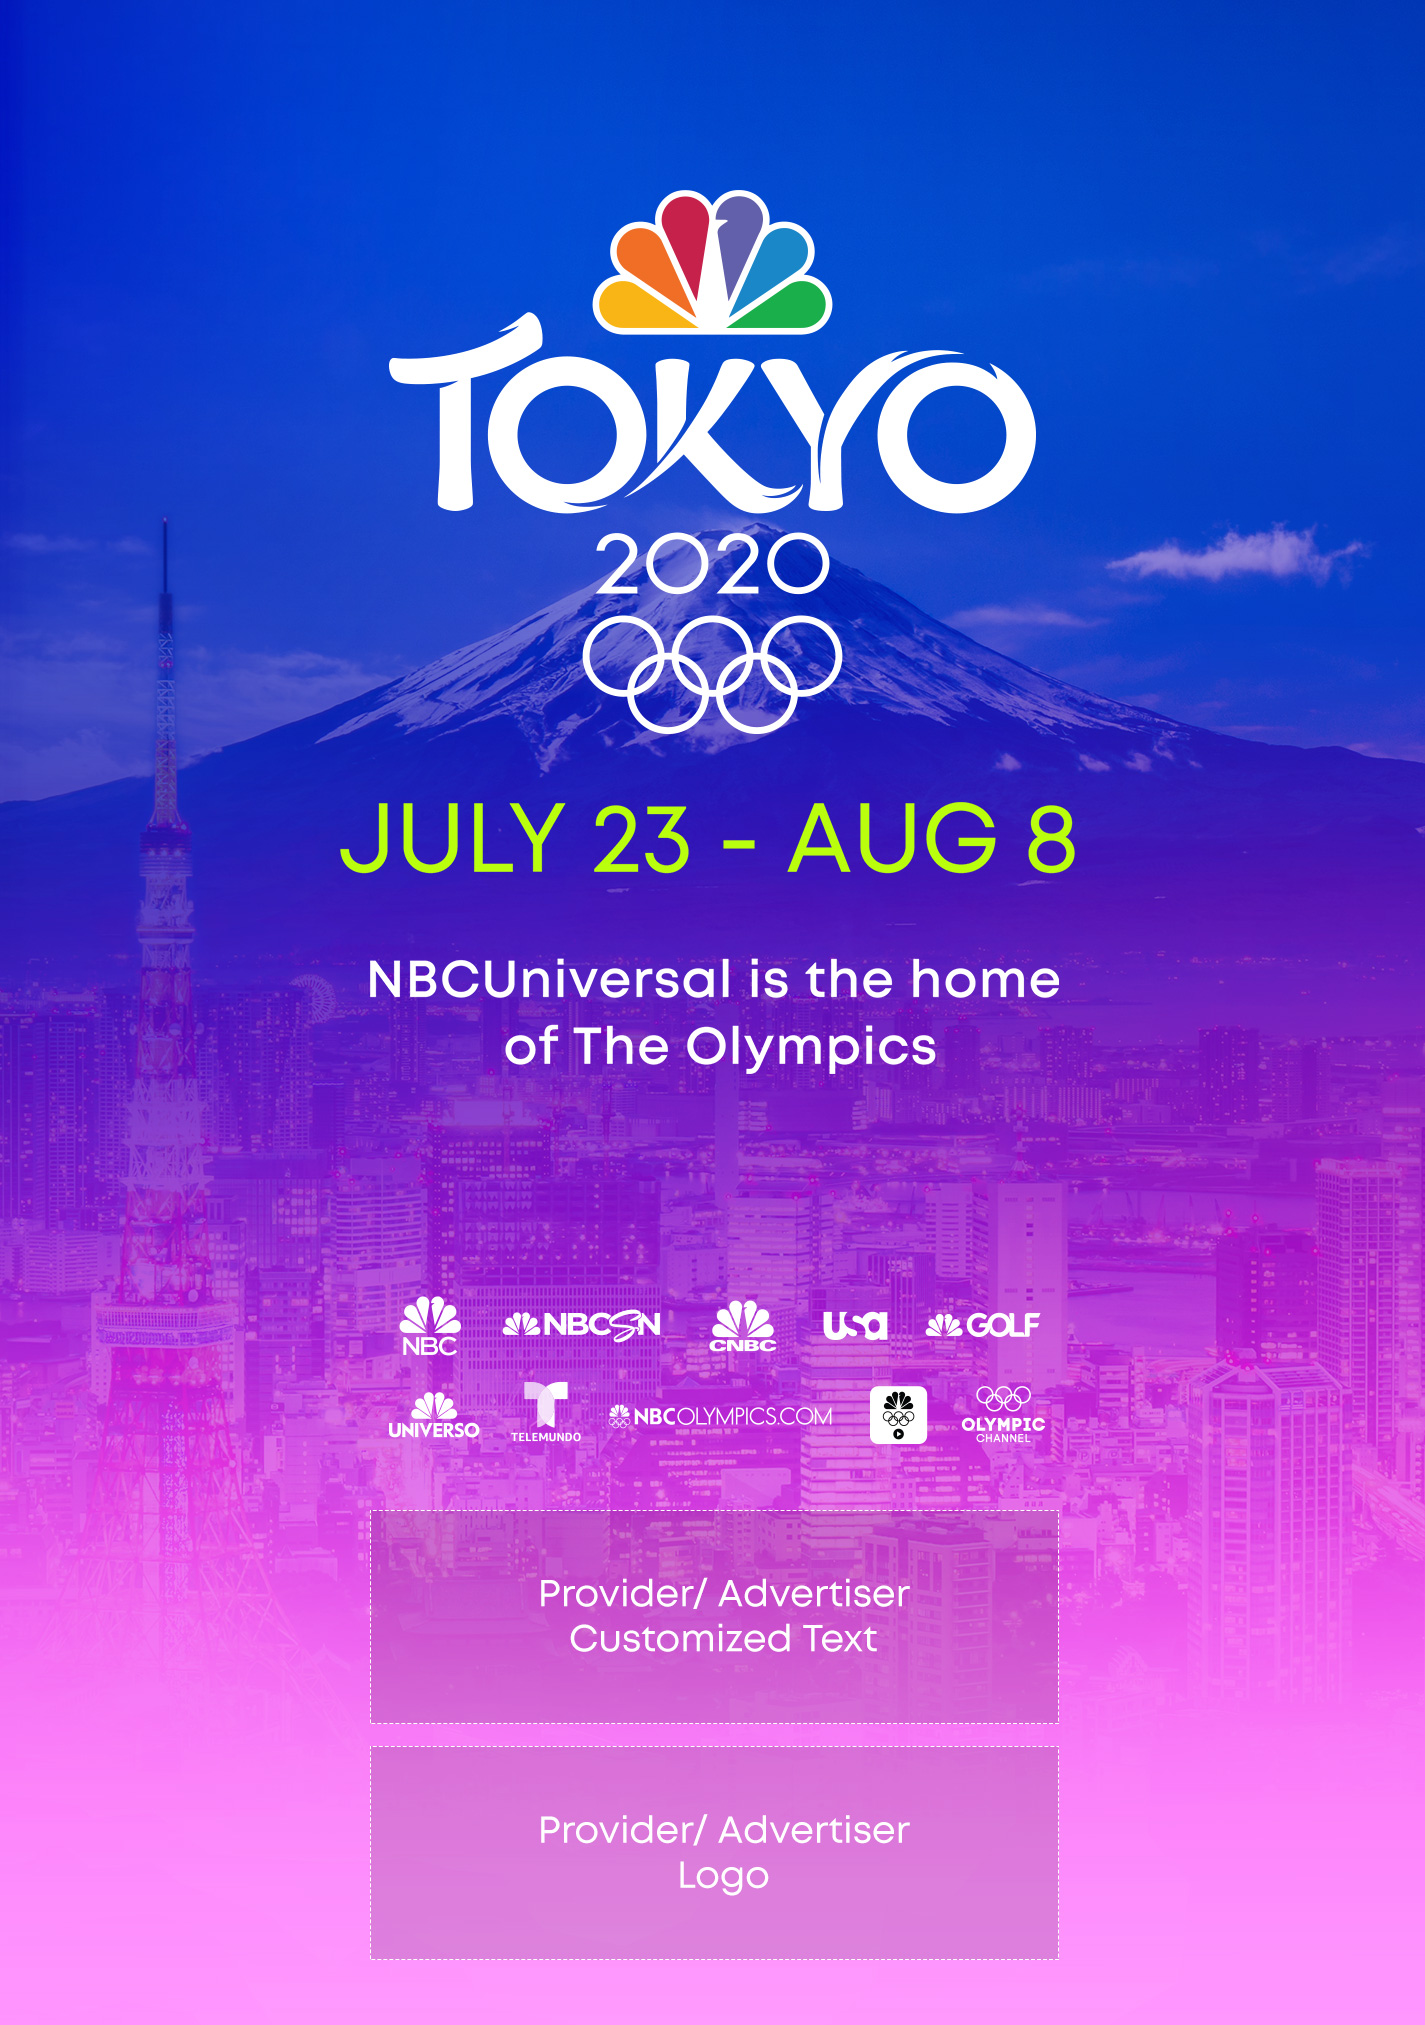 TOKYO
2020
JULY 23 - AUG 8
NBCUniversal is the home
of The Olympics
NBC NBCSN CNBC usa GOLF
UNIVERSO TELEMUNDO NBCOLYMPICS.COM OLYMPIC CHANNEL
Provider/ Advertiser
Customized Text
Provider/ Advertiser
Logo